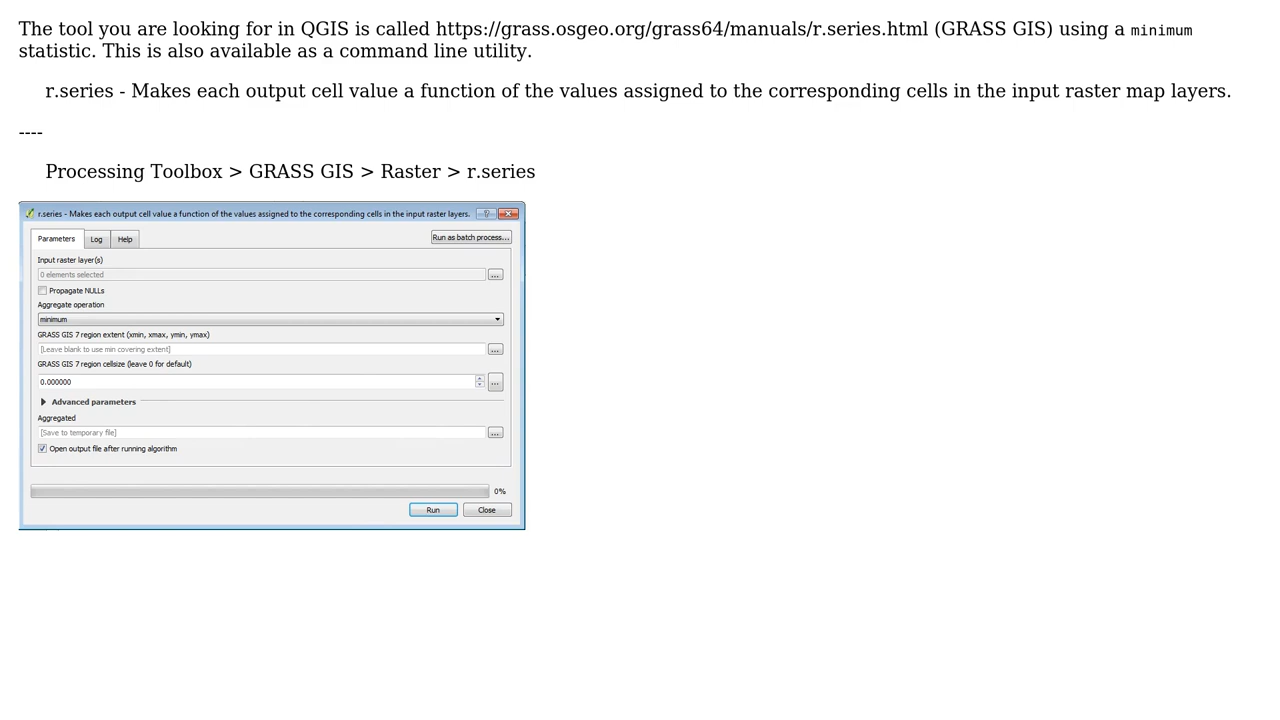 The tool you are looking for in QGIS is called https://grass.osgeo.org/grass64/manuals/r.series.html (GRASS GIS) using a minimum
statistic. This is also available as a command line utility.
r.series - Makes each output cell value a function of the values assigned to the corresponding cells in the input raster map layers.
----
Processing Toolbox > GRASS GIS > Raster > r.series
r.series - Makes each output cell value a function of the values assigned to the corresponding cells in the input raster layers.
Parameters Log Help Run as batch process...
Input raster layer(s)
0 elements selected ...
Propagate NULLs
Aggregate operation
minimum
GRASS GIS 7 region extent (xmin, xmax, ymin, ymax)
[Leave blank to use min covering extent] ...
GRASS GIS 7 region cellsize (leave 0 for default)
0.000000 ...
Advanced parameters
Aggregated
[Save to temporary file] ...
Open output file after running algorithm
0%
Run Close